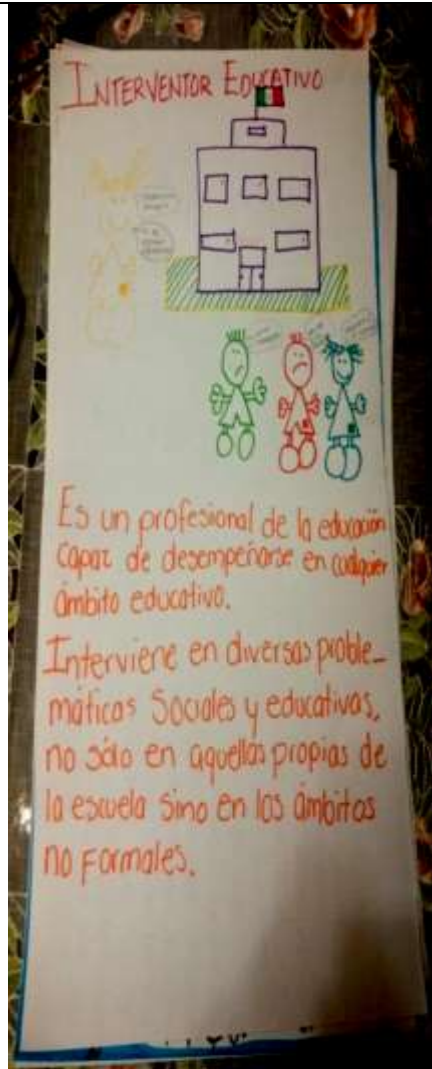 INTERVENTOR EDUCATIVO
Es un profesional de la educación
capaz de desempeñarse en cualquier
ámbito educativo.
Interviene en diversas proble-
máticas Sociales y educativas,
no sólo en aquellas propias de
la escuela sino en los ámbitos
no Formales.